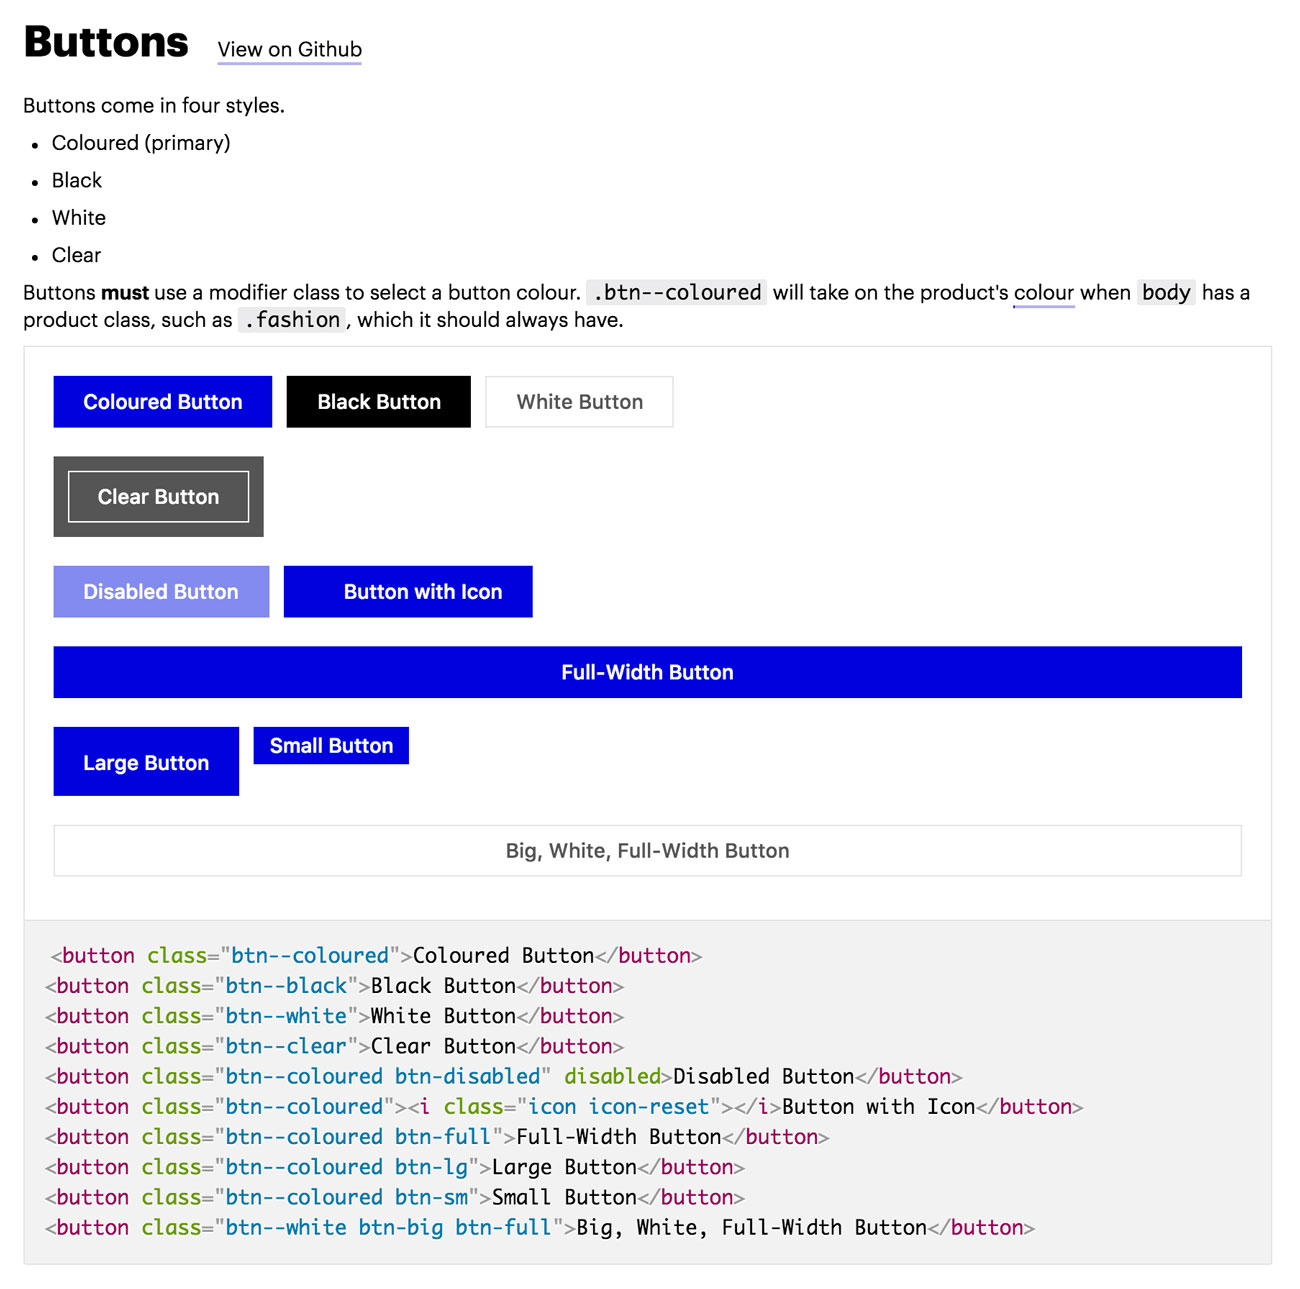 Buttons View on Github
Buttons come in four styles.
• Coloured (primary)
• Black
• White
• Clear
Buttons must use a modifier class to select a button colour. .btn--coloured will take on the product's colour when body has a
product class, such as .fashion, which it should always have.
Coloured Button Black Button White Button
Clear Button
Disabled Button Button with Icon
Full-Width Button
Large Button Small Button
Big, White, Full-Width Button
<button class="btn--coloured">Coloured Button</button>
<button class="btn--black">Black Button</button>
<button class="btn--white">White Button</button>
<button class="btn--clear">Clear Button</button>
<button class="btn--coloured btn-disabled" disabled>Disabled Button</button>
<button class="btn--coloured"><i class="icon icon-reset"></i>Button with Icon</button>
<button class="btn--coloured btn-full">Full-Width Button</button>
<button class="btn--coloured btn-lg">Large Button</button>
<button class="btn--coloured btn-sm">Small Button</button>
<button class="btn--white btn-big btn-full">Big, White, Full-Width Button</button>